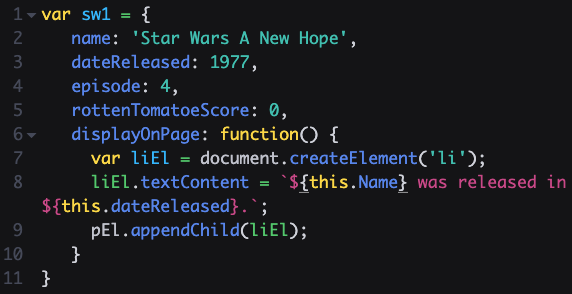 1 var sw1 = {
2 name: 'Star Wars A New Hope',
3 dateReleased: 1977,
4 episode: 4,
5 rottenTomatoeScore: 0,
6 displayOnPage: function() {
7 var liEl = document.createElement('li');
8 liEl.textContent = `${this.Name} was released in
${this.dateReleased}.`;
9 pEl.appendChild(liEl);
10 }
11 }